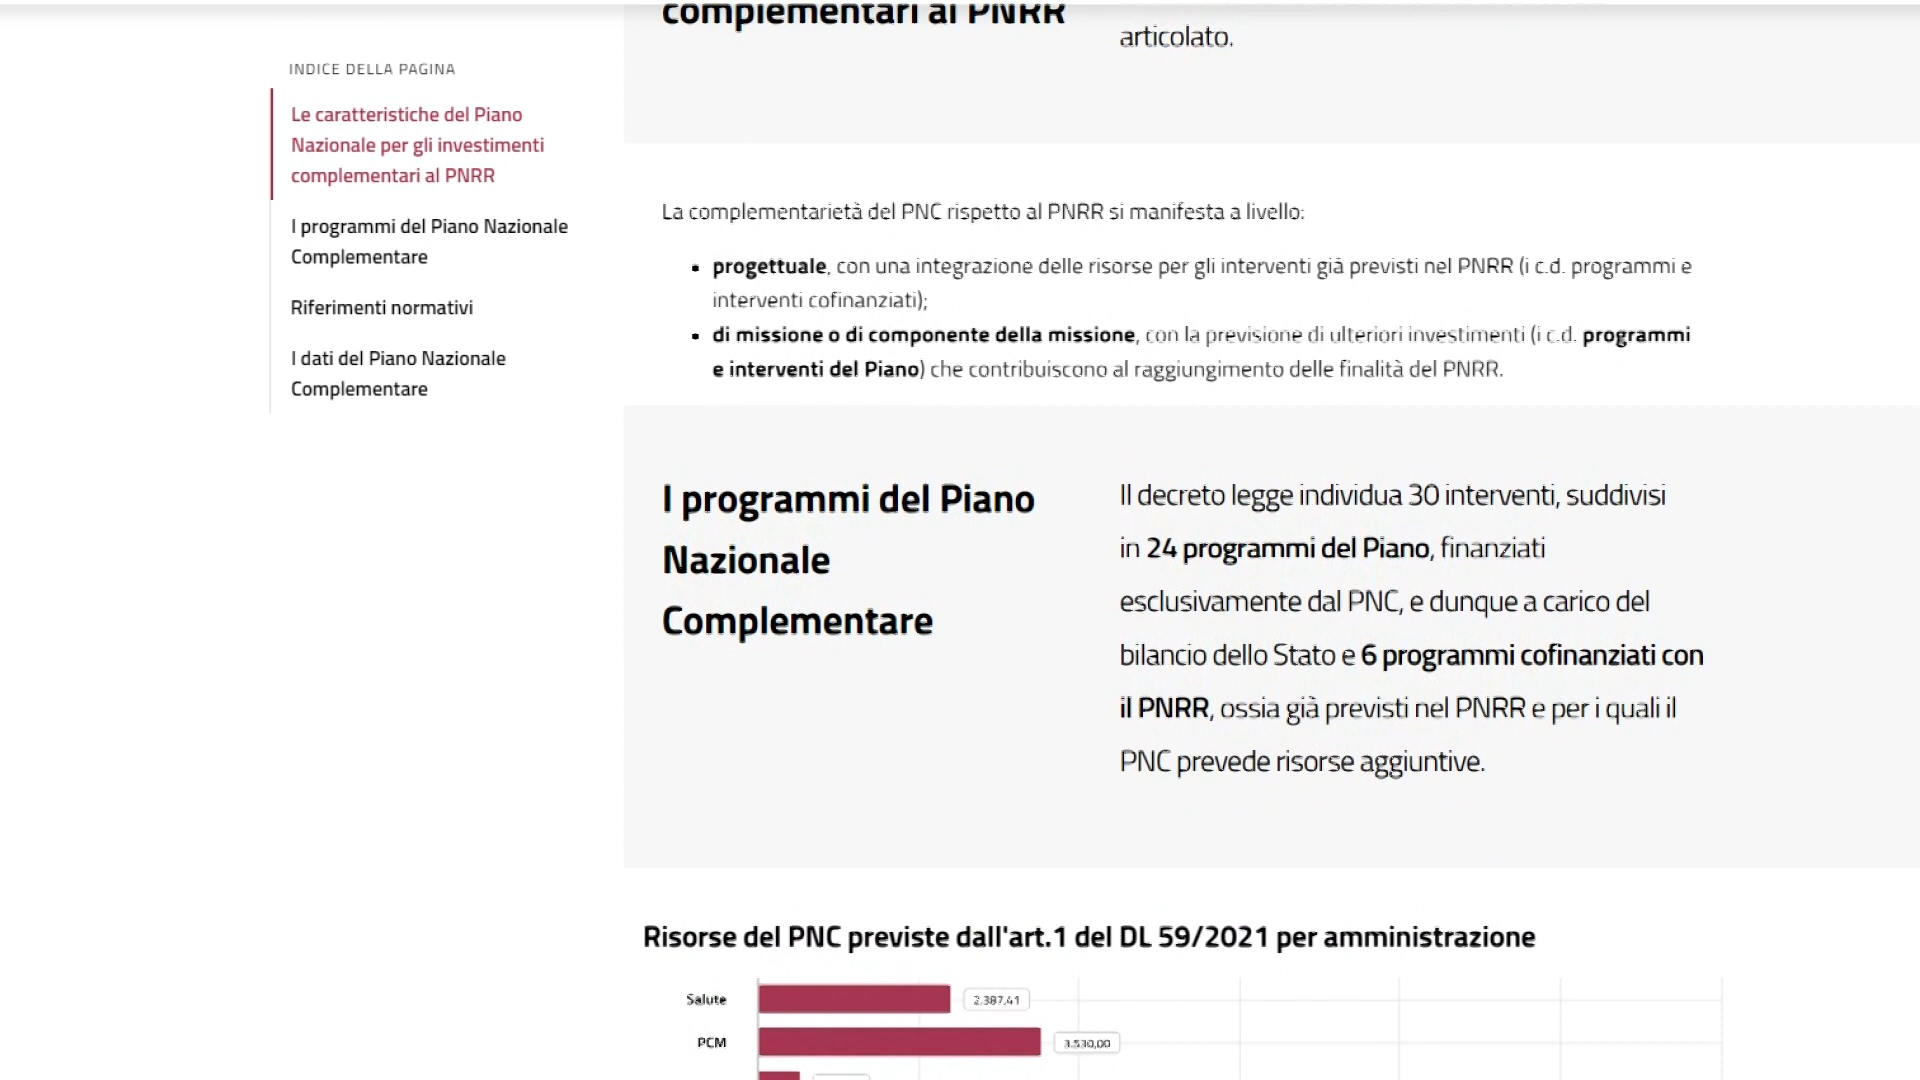 complementari al PNRR
articolato.
INDICE DELLA PAGINA
Le caratteristiche del Piano
Nazionale per gli investimenti
complementari al PNRR
I programmi del Piano Nazionale
Complementare
Riferimenti normativi
I dati del Piano Nazionale
Complementare
La complementarietà del PNC rispetto al PNRR si manifesta a livello:
progettuale, con una integrazione delle risorse per gli interventi già previsti nel PNRR (i c.d. programmi e
interventi cofinanziati);
di missione o di componente della missione, con la previsione di ulteriori investimenti (i c.d. programmi
e interventi del Piano) che contribuiscono al raggiungimento delle finalità del PNRR.
I programmi del Piano
Nazionale
Complementare
Il decreto legge individua 30 interventi, suddivisi
in 24 programmi del Piano, finanziati
esclusivamente dal PNC, e dunque a carico del
bilancio dello Stato e 6 programmi cofinanziati con
il PNRR, ossia già previsti nel PNRR e per i quali il
PNC prevede risorse aggiuntive.
Risorse del PNC previste dall'art.1 del DL 59/2021 per amministrazione
Salute 2.387,41
PCM 3.530,00